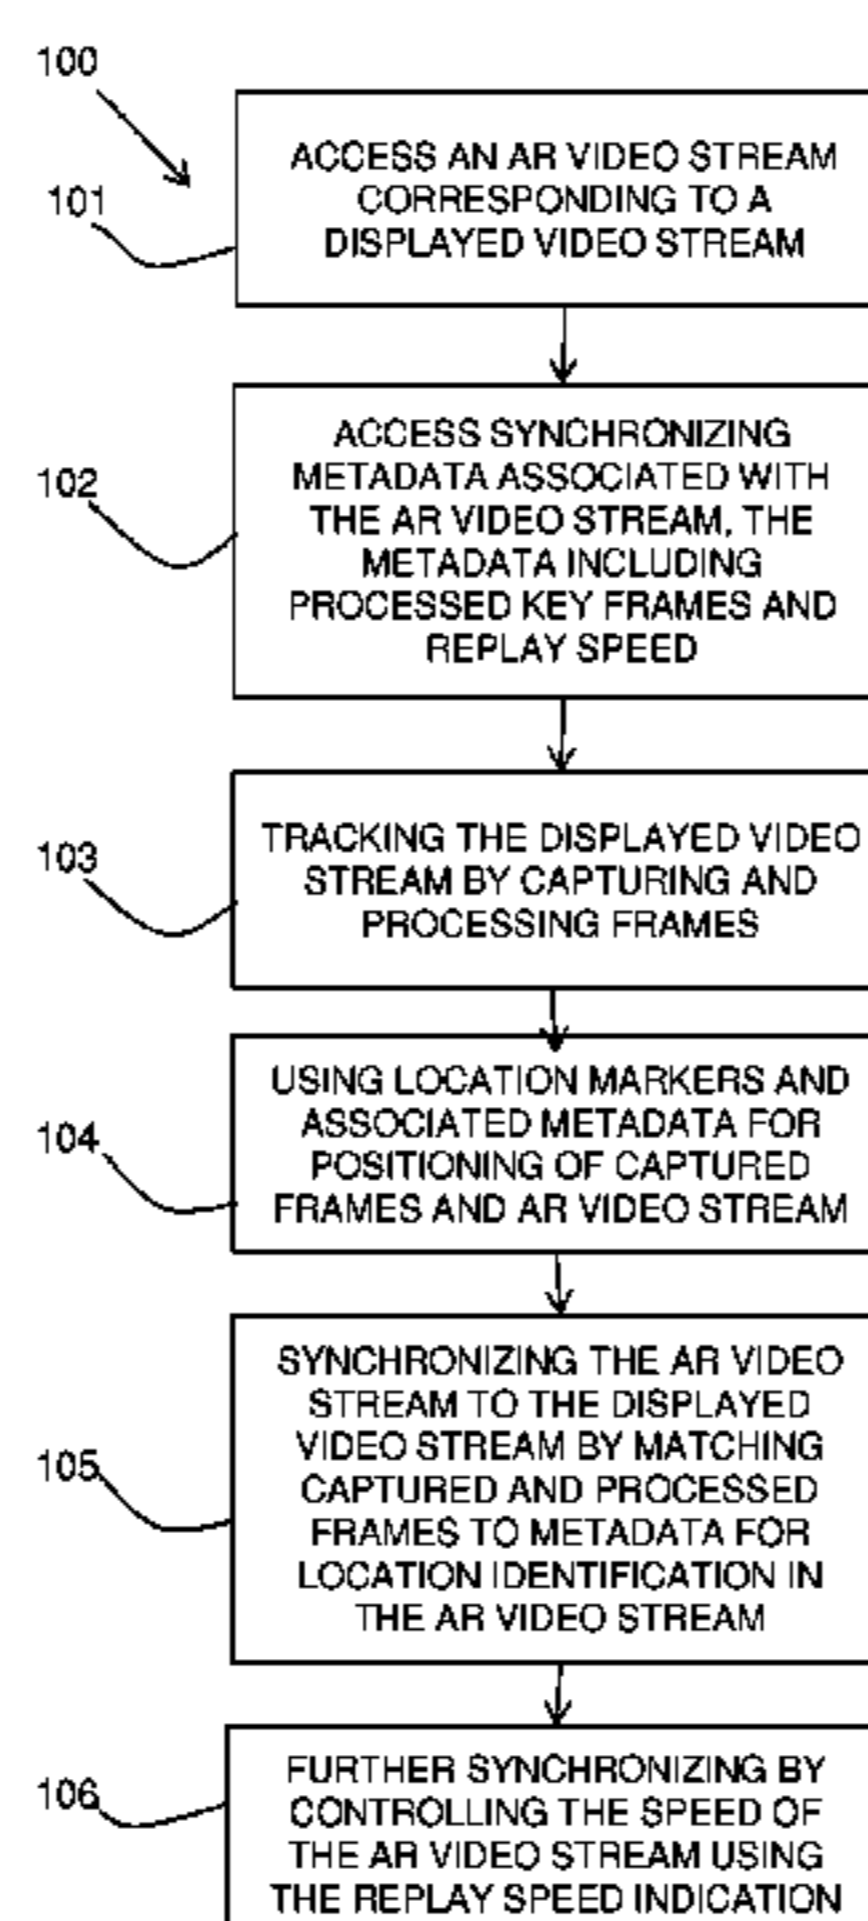 100
101
ACCESS AN AR VIDEO STREAM
CORRESPONDING TO A
DISPLAYED VIDEO STREAM
102
ACCESS SYNCHRONIZING
METADATA ASSOCIATED WITH
THE AR VIDEO STREAM, THE
METADATA INCLUDING
PROCESSED KEY FRAMES AND
REPLAY SPEED
103
TRACKING THE DISPLAYED VIDEO
STREAM BY CAPTURING AND
PROCESSING FRAMES
104
USING LOCATION MARKERS AND
ASSOCIATED METADATA FOR
POSITIONING OF CAPTURED
FRAMES AND AR VIDEO STREAM
105
SYNCHRONIZING THE AR VIDEO
STREAM TO THE DISPLAYED
VIDEO STREAM BY MATCHING
CAPTURED AND PROCESSED
FRAMES TO METADATA FOR
LOCATION IDENTIFICATION IN
THE AR VIDEO STREAM
106
FURTHER SYNCHRONIZING BY
CONTROLLING THE SPEED OF
THE AR VIDEO STREAM USING
THE REPLAY SPEED INDICATION